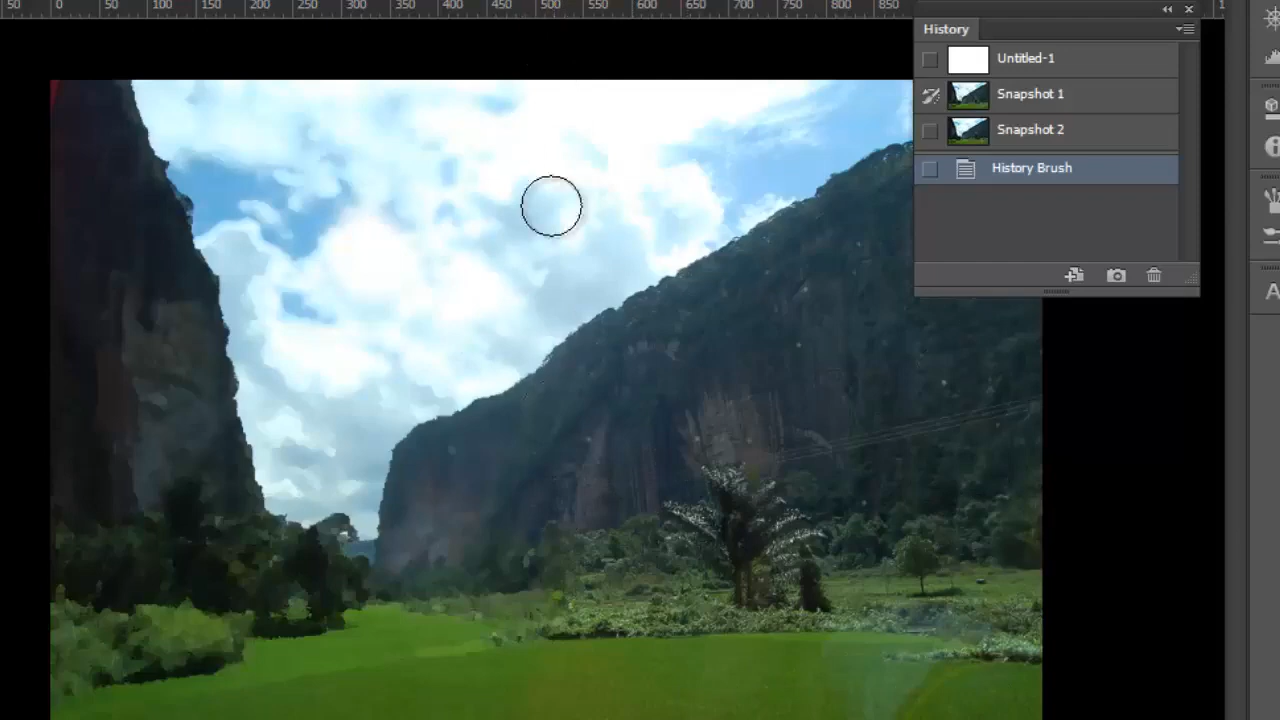 50 0 50 100 150 200 250 300 350 400 450 500 550 600 650 700 750 800 850
History
Untitled-1
Snapshot 1
Snapshot 2
History Brush
A